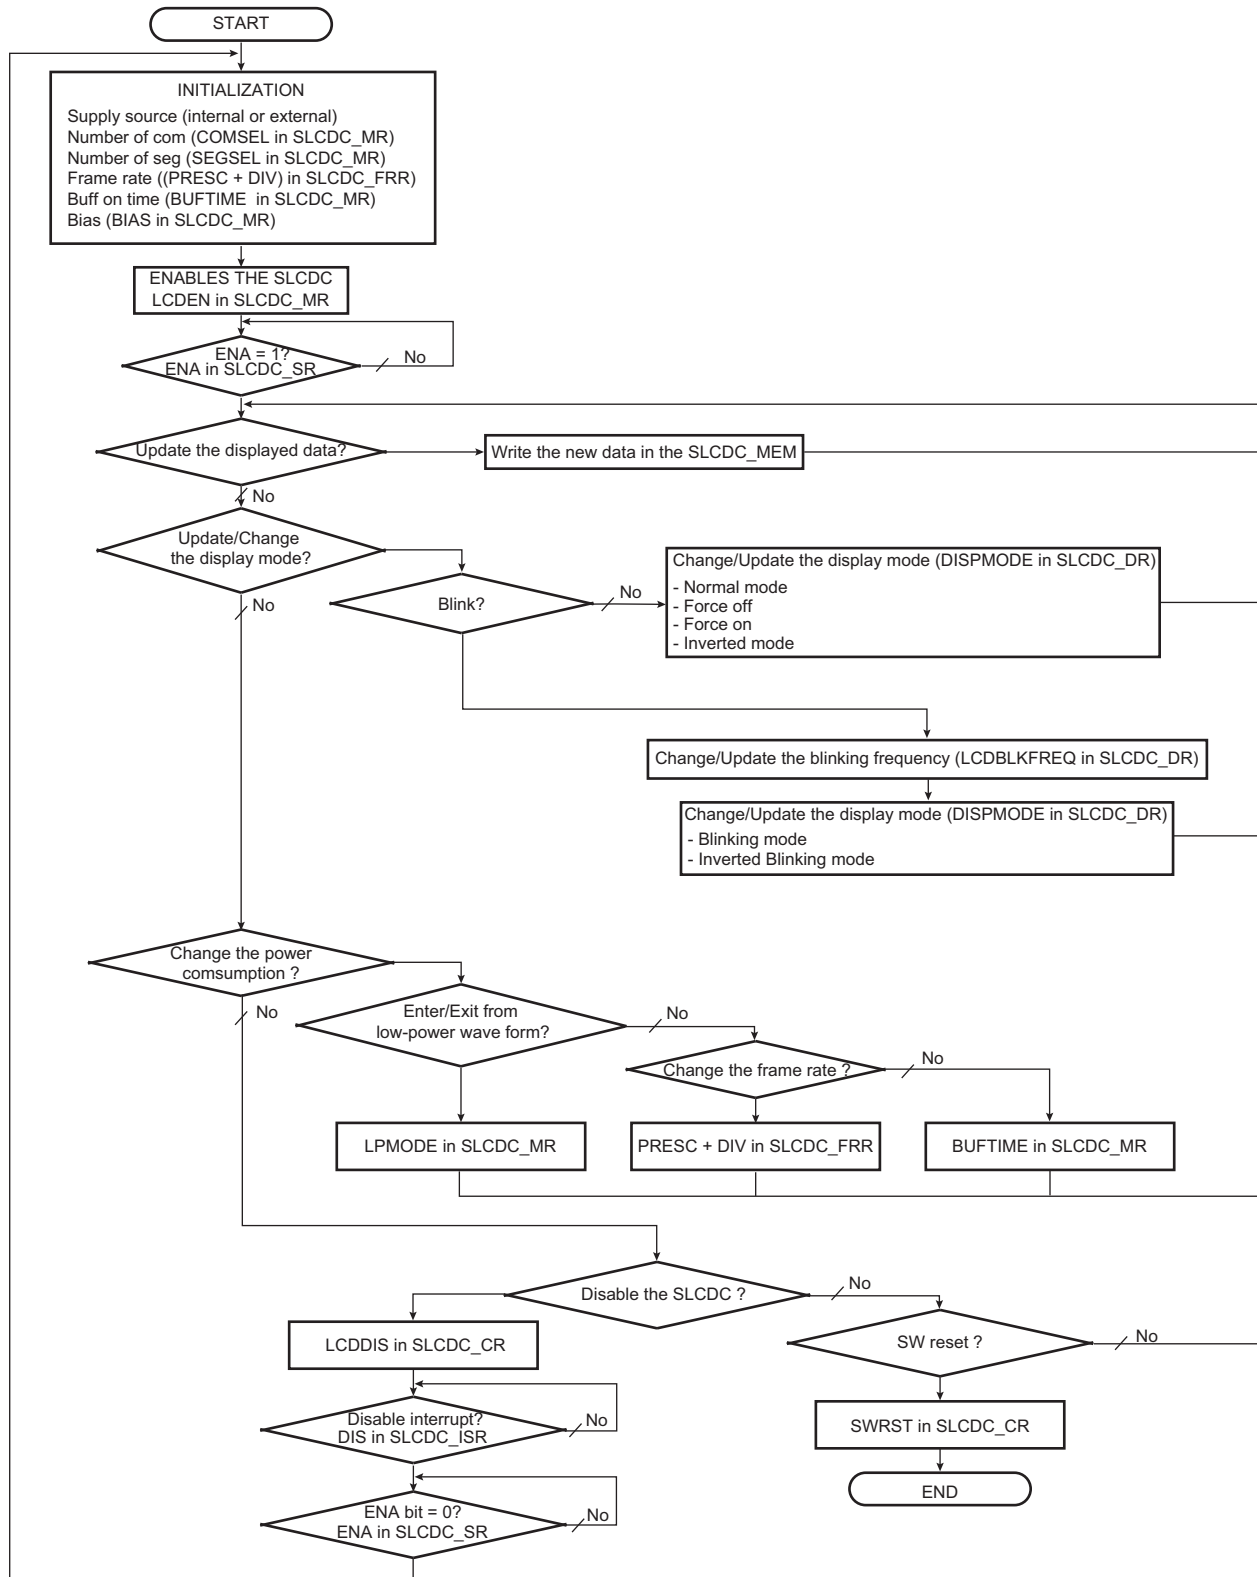 START
INITIALIZATION
Supply source (internal or external)
Number of com (COMSEL in SLCDC_MR)
Number of seg (SEGSEL in SLCDC_MR)
Frame rate ((PRESC + DIV) in SLCDC_FRR)
Buff on time (BUFTIME in SLCDC_MR)
Bias (BIAS in SLCDC_MR)
ENABLES THE SLCDC
LCDEN in SLCDC_MR
ENA = 1?
ENA in SLCDC_SR
No
Update the displayed data?
Write the new data in the SLCDC_MEM
No
Update/Change
the display mode?
No
Blink?
No
Change/Update the display mode (DISPMODE in SLCDC_DR)
- Normal mode
- Force off
- Force on
- Inverted mode
Change/Update the blinking frequency (LCDBLKFREQ in SLCDC_DR)
Change/Update the display mode (DISPMODE in SLCDC_DR)
- Blinking mode
- Inverted Blinking mode
Change the power
comsumption ?
No
Enter/Exit from
low-power wave form?
No
Change the frame rate ?
No
LPMODE in SLCDC_MR
PRESC + DIV in SLCDC_FRR
BUFTIME in SLCDC_MR
Disable the SLCDC ?
No
LCDDIS in SLCDC_CR
SW reset ?
No
Disable interrupt?
DIS in SLCDC_ISR
No
SWRST in SLCDC_CR
END
ENA bit = 0?
ENA in SLCDC_SR
No